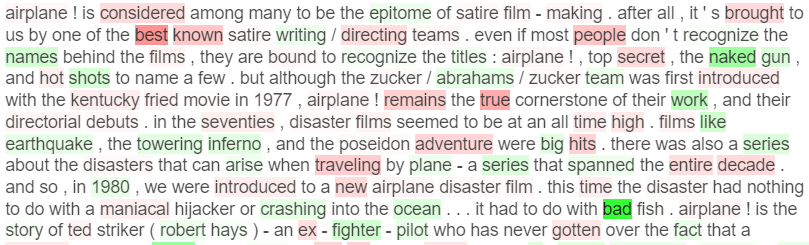 airplane ! is considered among many to be the epitome of satire film - making . after all , it ' s brought to
us by one of the best known satire writing / directing teams . even if most people don ' t recognize the
names behind the films , they are bound to recognize the titles : airplane ! , top secret , the naked gun ,
and hot shots to name a few . but although the zucker / abrahams / zucker team was first introduced
with the kentucky fried movie in 1977 , airplane ! remains the true cornerstone of their work , and their
directorial debuts . in the seventies , disaster films seemed to be at an all time high . films like
earthquake , the towering inferno , and the poseidon adventure were big hits . there was also a series
about the disasters that can arise when traveling by plane - a series that spanned the entire decade .
and so , in 1980 , we were introduced to a new airplane disaster film . this time the disaster had nothing
to do with a maniacal hijacker or crashing into the ocean . . . it had to do with bad fish . airplane ! is the
story of ted striker ( robert hays ) - an ex - fighter - pilot who has never gotten over the fact that a